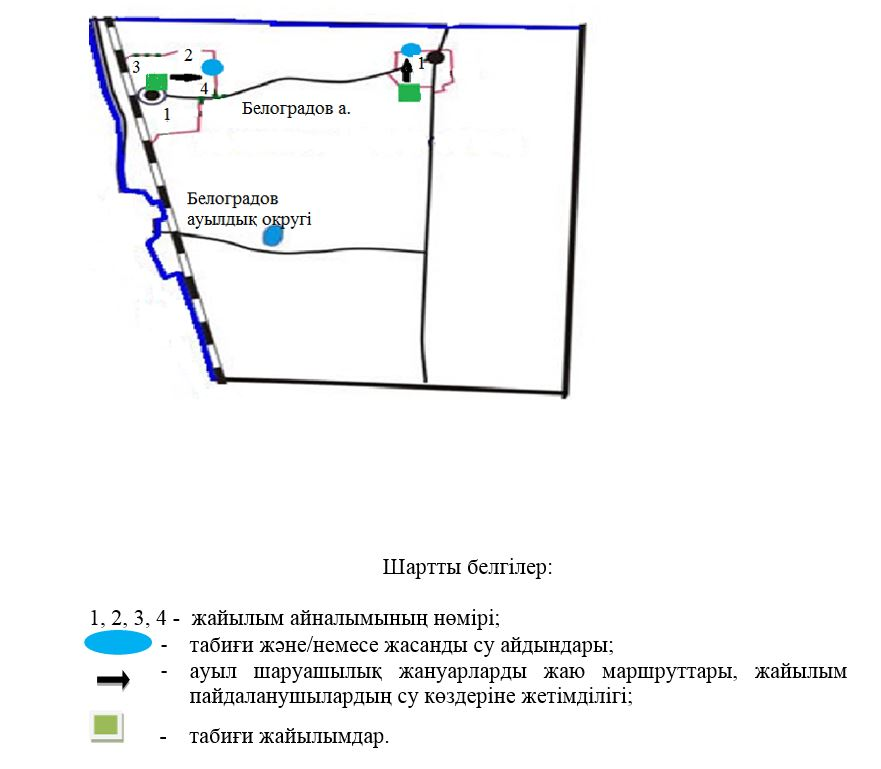 2
3
1
4
1
Белоградов а.
Белоградов
ауылдық округі
Шартты белгілер:
1, 2, 3, 4 - жайылым айналымының нөмірі;
- табиғи және/немесе жасанды су айдындары;
- ауыл шаруашылық жануарларды жаю маршруттары, жайылым
пайдаланушылардың су көздеріне жетімділігі;
- табиғи жайылымдар.